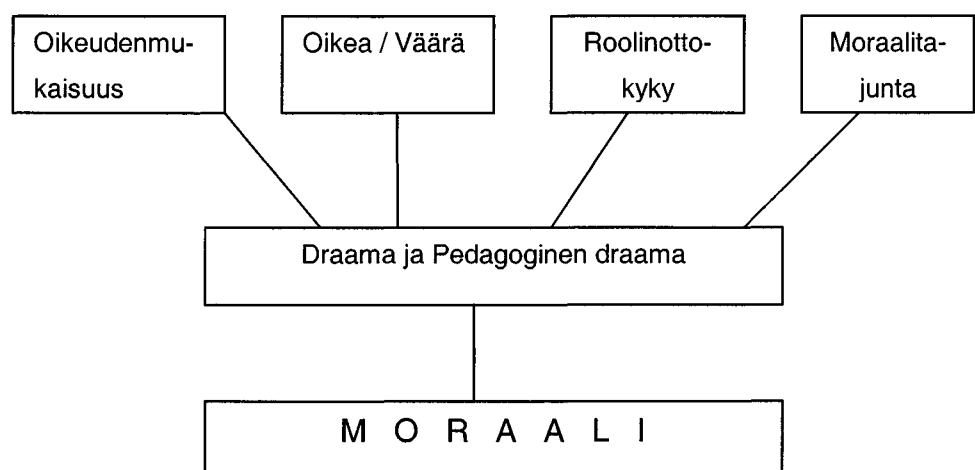 Oikeudenmu-
kaisuus
Oikea / Väärä
Roolinotto-
kyky
Moraalita-
junta
Draama ja Pedagoginen draama
M O R A A L I